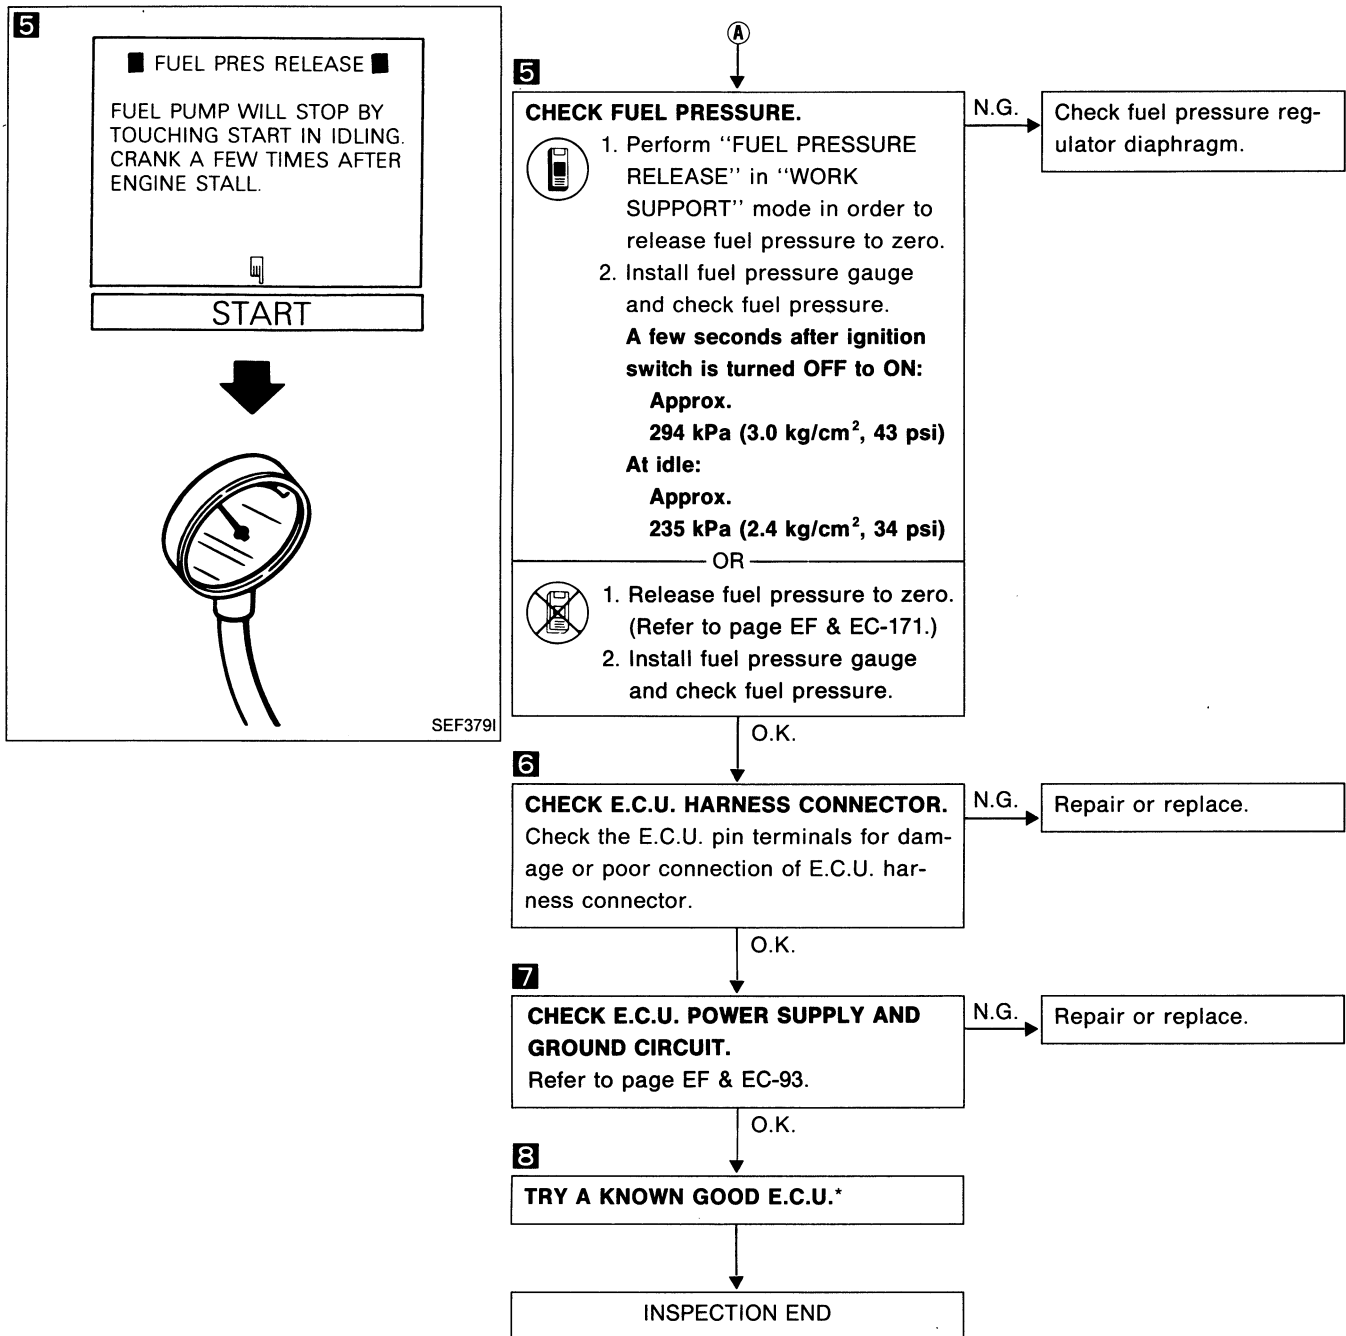 5
FUEL PRES RELEASE
FUEL PUMP WILL STOP BY
TOUCHING START IN IDLING.
CRANK A FEW TIMES AFTER
ENGINE STALL.
START
SEF379I
A
5
CHECK FUEL PRESSURE.
1. Perform ''FUEL PRESSURE
RELEASE'' in ''WORK
SUPPORT'' mode in order to
release fuel pressure to zero.
2. Install fuel pressure gauge
and check fuel pressure.
A few seconds after ignition
switch is turned OFF to ON:
Approx.
294 kPa (3.0 kg/cm², 43 psi)
At idle:
Approx.
235 kPa (2.4 kg/cm², 34 psi)
OR
1. Release fuel pressure to zero.
(Refer to page EF & EC-171.)
2. Install fuel pressure gauge
and check fuel pressure.
N.G.
Check fuel pressure reg-
ulator diaphragm.
O.K.
6
CHECK E.C.U. HARNESS CONNECTOR.
Check the E.C.U. pin terminals for dam-
age or poor connection of E.C.U. har-
ness connector.
N.G.
Repair or replace.
O.K.
7
CHECK E.C.U. POWER SUPPLY AND
GROUND CIRCUIT.
Refer to page EF & EC-93.
N.G.
Repair or replace.
O.K.
8
TRY A KNOWN GOOD E.C.U.*
INSPECTION END